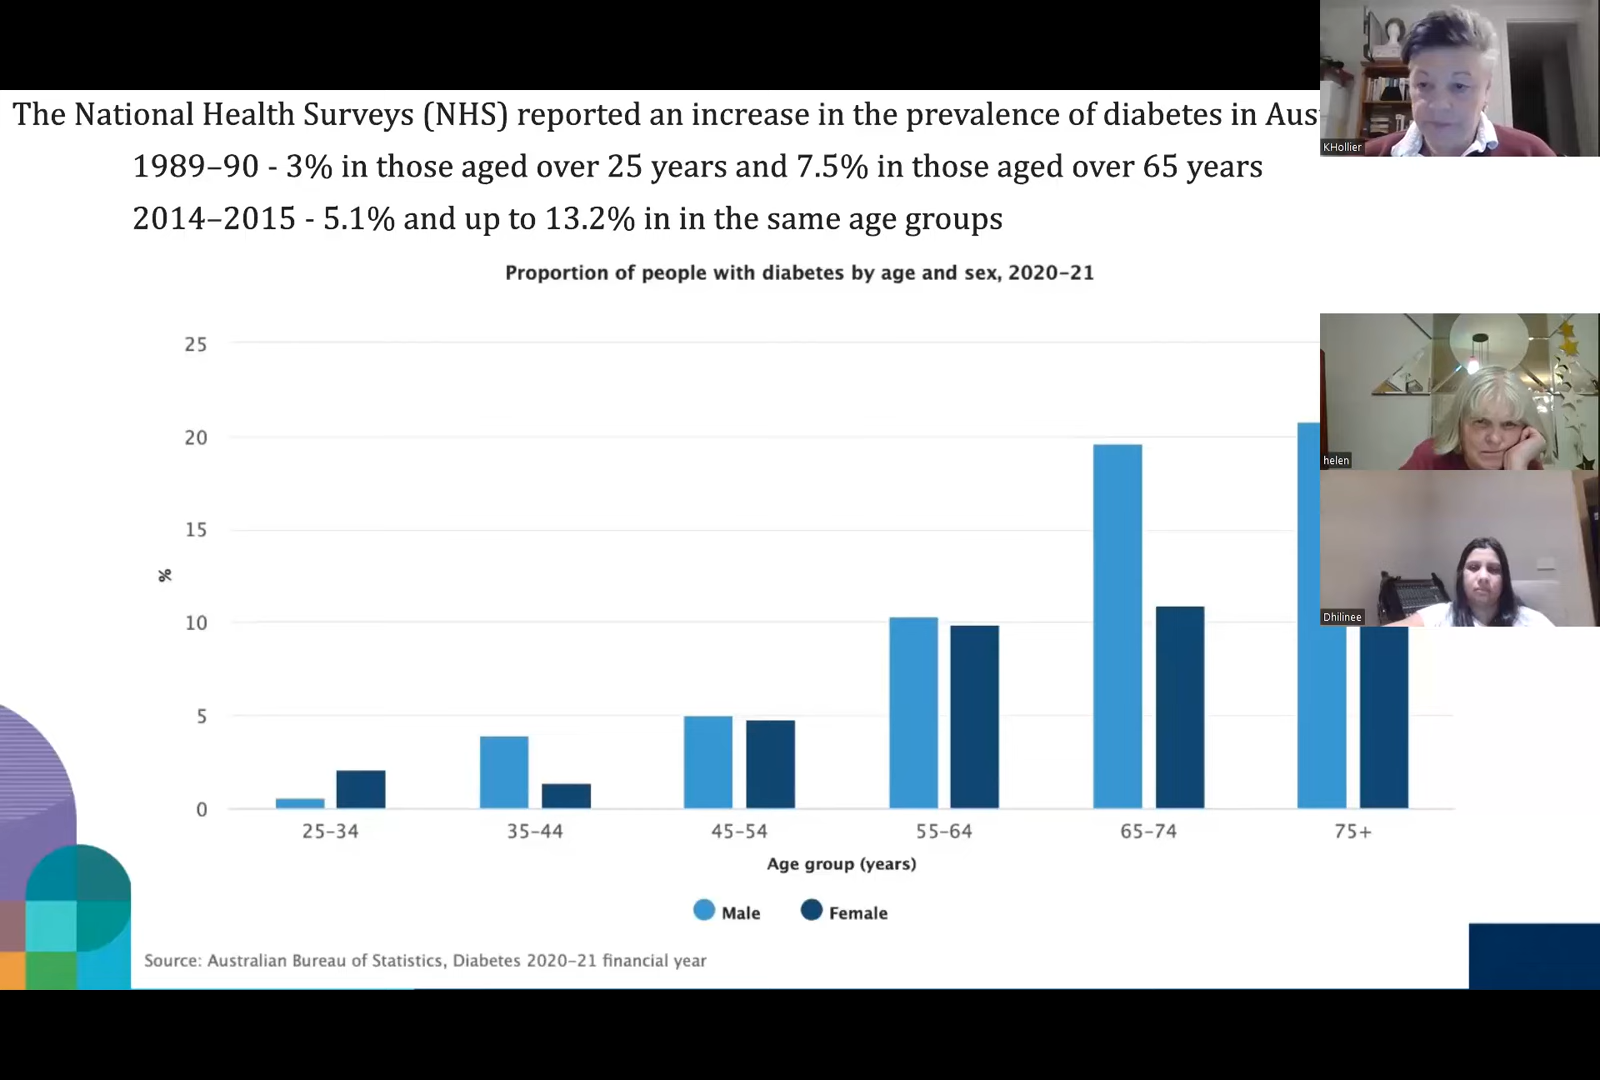 The National Health Surveys (NHS) reported an increase in the prevalence of diabetes in Aus
1989–90 - 3% in those aged over 25 years and 7.5% in those aged over 65 years
2014–2015 - 5.1% and up to 13.2% in in the same age groups
Proportion of people with diabetes by age and sex, 2020–21
25
20
15
%
10
5
0
25–34 35–44 45–54 55–64 65–74 75+
Age group (years)
Male Female
Source: Australian Bureau of Statistics, Diabetes 2020–21 financial year
KHollier
helen
Dhilinee